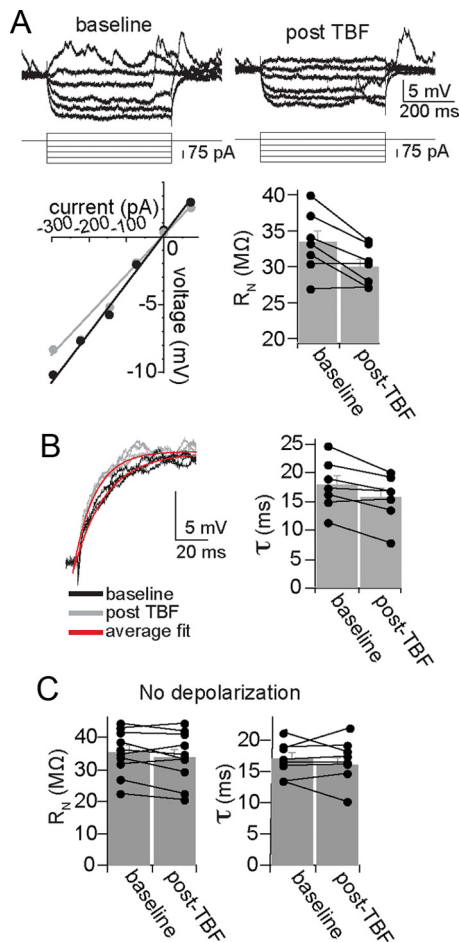 A
baseline
post TBF
5 mV
200 ms
75 pA
75 pA
current (pA)
-300
-200
-100
0
0
-5
-10
voltage
(mV)
40
35
30
25
20
RN (MΩ)
baseline
post-TBF
B
5 mV
20 ms
baseline
post TBF
average fit
25
20
15
10
5
0
τ (ms)
baseline
post-TBF
C
No depolarization
40
30
20
10
0
RN (MΩ)
baseline
post-TBF
20
15
10
5
0
τ (ms)
baseline
post-TBF